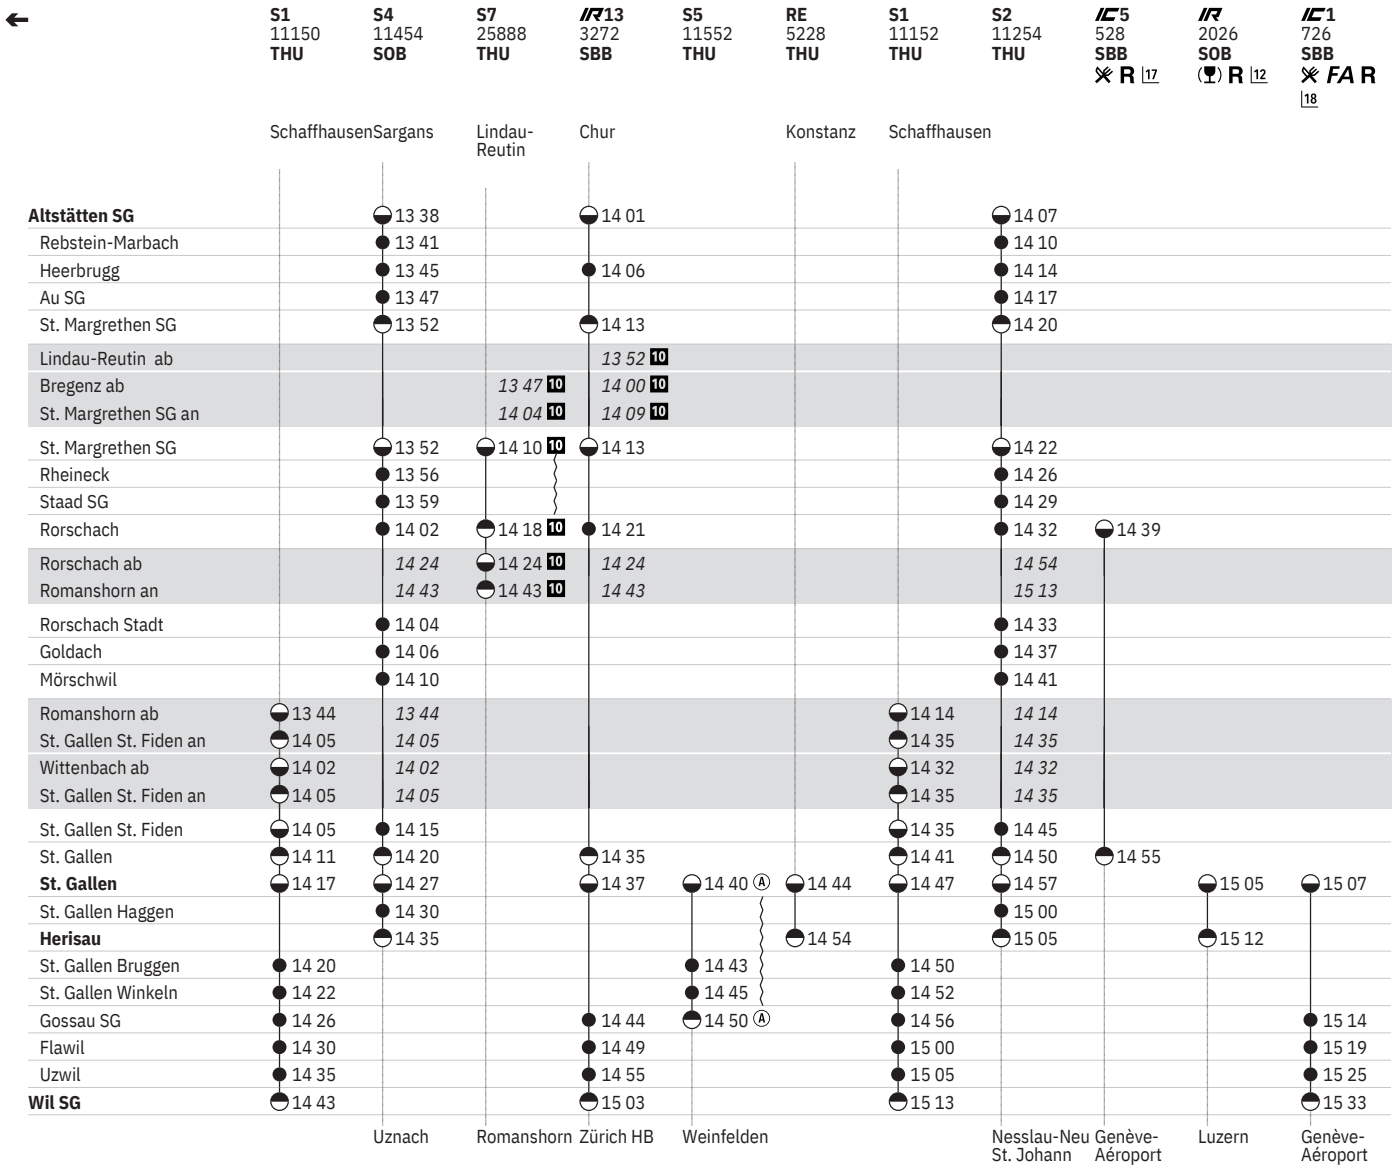 S1 S4 S7 IR13 S5 RE S1 S2 IC5 IR IC1
11150 11454 25888 3272 11552 5228 11152 11254 528 2026 726
THU SOB THU SBB THU THU THU THU SBB SOB SBB
R 17 R 12 FA R
18
Schaffhausen Sargans Lindau- Chur Konstanz Schaffhausen
Reutin
Altstätten SG 13 38 14 01 14 07
Rebstein-Marbach 13 41 14 10
Heerbrugg 13 45 14 06 14 14
Au SG 13 47 14 17
St. Margrethen SG 13 52 14 13 14 20
Lindau-Reutin ab 13 52 10
Bregenz ab 13 47 10 14 00 10
St. Margrethen SG an 14 04 10 14 09 10
St. Margrethen SG 13 52 14 10 10 14 13 14 22
Rheineck 13 56 14 26
Staad SG 13 59 14 29
Rorschach 14 02 14 18 10 14 21 14 32 14 39
Rorschach ab 14 24 14 24 10 14 24 14 54
Romanshorn an 14 43 14 43 10 14 43 15 13
Rorschach Stadt 14 04 14 33
Goldach 14 06 14 37
Mörschwil 14 10 14 41
Romanshorn ab 13 44 13 44 14 14 14 14
St. Gallen St. Fiden an 14 05 14 05 14 35 14 35
Wittenbach ab 14 02 14 02 14 32 14 32
St. Gallen St. Fiden an 14 05 14 05 14 35 14 35
St. Gallen St. Fiden 14 05 14 15 14 35 14 45
St. Gallen 14 11 14 20 14 35 14 41 14 50 14 55
St. Gallen 14 17 14 27 14 37 14 40 A 14 44 14 47 14 57 15 05 15 07
St. Gallen Haggen 14 30 15 00
Herisau 14 35 14 54 15 05 15 12
St. Gallen Bruggen 14 20 14 43 14 50
St. Gallen Winkeln 14 22 14 45 14 52
Gossau SG 14 26 14 44 14 50 A 14 56 15 14
Flawil 14 30 14 49 15 00 15 19
Uzwil 14 35 14 55 15 05 15 25
Wil SG 14 43 15 03 15 13 15 33
Uznach Romanshorn Zürich HB Weinfelden Nesslau-Neu Genève- Luzern Genève-
St. Johann Aéroport Aéroport